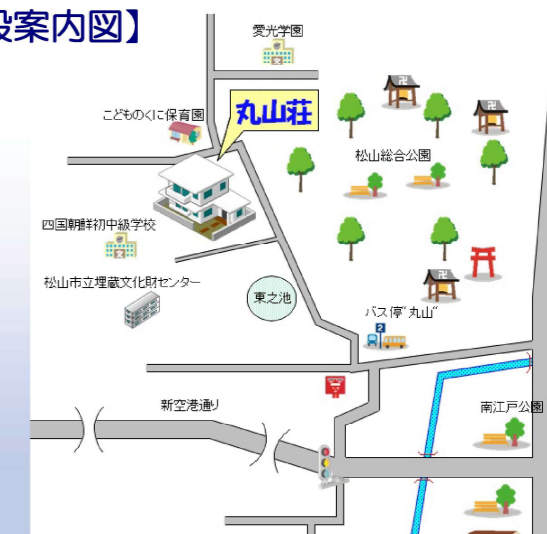 設案内図】
愛光学園
こどものくに保育園
丸山荘
松山総合公園
四国朝鮮初中級学校
松山市立埋蔵文化財センター
東之池
バス停“丸山“
2
新空港通り
南江戸公園